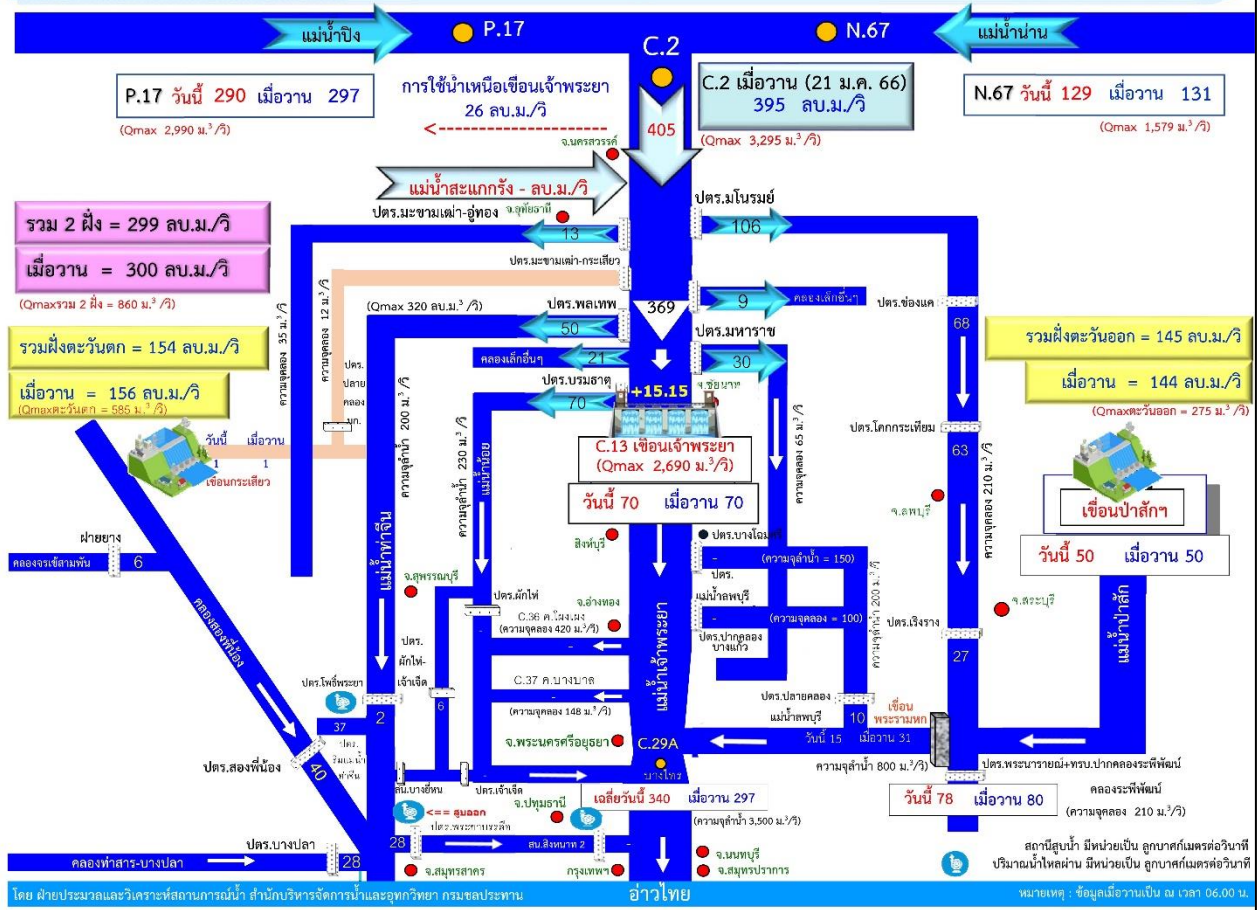 แม่น้ำปิง
P.17
C.2
N.67
แม่น้ำน่าน
P.17 วันนี้ 290 เมื่อวาน 297
(Qmax 2,990 ม.³/วิ)
การใช้น้ำเหนือเขื่อนเจ้าพระยา
26 ลบ.ม./วิ
405
C.2 เมื่อวาน (21 ม.ค. 66)
395 ลบ.ม./วิ
(Qmax 3,295 ม.³/วิ)
N.67 วันนี้ 129 เมื่อวาน 131
(Qmax 1,579 ม.³/วิ)
จ.นครสวรรค์
แม่น้ำสะแกกรัง - ลบ.ม./วิ
ปตร.มะขามเฒ่า-อู่ทอง
จ.อุทัยธานี
13
ปตร.มโนรมย์
106
รวม 2 ฝั่ง = 299 ลบ.ม./วิ
เมื่อวาน = 300 ลบ.ม./วิ
(Qmaxรวม 2 ฝั่ง = 860 ม.³/วิ)
ปตร.มะขามเฒ่า-กระเสียว
(Qmax 320 ลบ.ม.³/วิ)
ปตร.พลเทพ
50
369
9
คลองเล็กอื่นๆ
ปตร.ช่องแค
68
ความจุคลอง 35 ม.³/วิ
ความจุคลอง 12 ม.³/วิ
ปตร.
ปลาย
คลอง
มก.
รวมฝั่งตะวันตก = 154 ลบ.ม./วิ
เมื่อวาน = 156 ลบ.ม./วิ
(Qmaxตะวันตก = 585 ม.³/วิ)
รวมฝั่งตะวันออก = 145 ลบ.ม./วิ
เมื่อวาน = 144 ลบ.ม./วิ
(Qmaxตะวันออก = 275 ม.³/วิ)
คลองเล็กอื่นๆ
21
ปตร.มหาราช
30
ปตร.บรมธาตุ
70
+15.15
จ.ชัยนาท
C.13 เขื่อนเจ้าพระยา
(Qmax 2,690 ม.³/วิ)
วันนี้ 70 เมื่อวาน 70
วันนี้ เมื่อวาน
1 1
เขื่อนกระเสียว
ความจุลำน้ำ 200 ม.³/วิ
ความจุลำน้ำ 230 ม.³/วิ
แม่น้ำน้อย
ความจุคลอง 65 ม.³/วิ
ปตร.โคกกระเทียม
63
ความจุคลอง 210 ม.³/วิ
จ.ลพบุรี
เขื่อนป่าสักฯ
วันนี้ 50 เมื่อวาน 50
ฝายยาง
คลองจรเข้สามพัน
6
แม่น้ำท่าจีน
จ.สุพรรณบุรี
สิงห์บุรี
ปตร.บางโฉมศรี
- (ความจุลำน้ำ = 150)
ปตร.
แม่น้ำลพบุรี
- (ความจุคลอง = 100)
ความจุลำน้ำ 200 ม.³/วิ
จ.สระบุรี
ปตร.เริงราง
27
แม่น้ำป่าสัก
คลองสองพี่น้อง
ปตร.ผักไห่
จ.อ่างทอง
C.36 ค.โผงเผง
(ความจุคลอง 420 ม.³/วิ)
-
ปตร.ปากคลอง
บางแก้ว
แม่น้ำเจ้าพระยา
ปตร.
ผักไห่-
เจ้าเจ็ด
6
C.37 ค.บางบาล
-
(ความจุคลอง 148 ม.³/วิ)
ปตร.โพธิ์พระยา
2
37
ปตร.ปลายคลอง
แม่น้ำลพบุรี
10
เขื่อน
พระรามหก
วันนี้ 15 เมื่อวาน 31
ความจุลำน้ำ 800 ม.³/วิ
จ.พระนครศรีอยุธยา
C.29A
บางไทร
ปตร.สองพี่น้อง
40
สน.บางยี่หน
ปตร.เจ้าเจ็ด
ปตร.พระนารายณ์+ทรบ.ปากคลองระพีพัฒน์
คลองระพีพัฒน์
(ความจุคลอง 210 ม.³/วิ)
วันนี้ 78 เมื่อวาน 80
เฉลี่ยวันนี้ 340 เมื่อวาน 297
(ความจุลำน้ำ 3,500 ม.³/วิ)
<== สูบออก
จ.ปทุมธานี
28
ปตร.พระยาบรรลือ
สน.สิงหนาท 2
-
ปตร.บางปลา
คลองท่าสาร-บางปลา
28
จ.สมุทรสาคร
กรุงเทพฯ
จ.นนทบุรี
จ.สมุทรปราการ
สถานีสูบน้ำ มีหน่วยเป็น ลูกบาศก์เมตรต่อวินาที
ปริมาณน้ำไหลผ่าน มีหน่วยเป็น ลูกบาศก์เมตรต่อวินาที
โดย ฝ่ายประมวลและวิเคราะห์สถานการณ์น้ำ สำนักบริหารจัดการน้ำและอุทกวิทยา กรมชลประทาน
อ่าวไทย
หมายเหตุ : ข้อมูลเมื่อวานเป็น ณ เวลา 06.00 น.